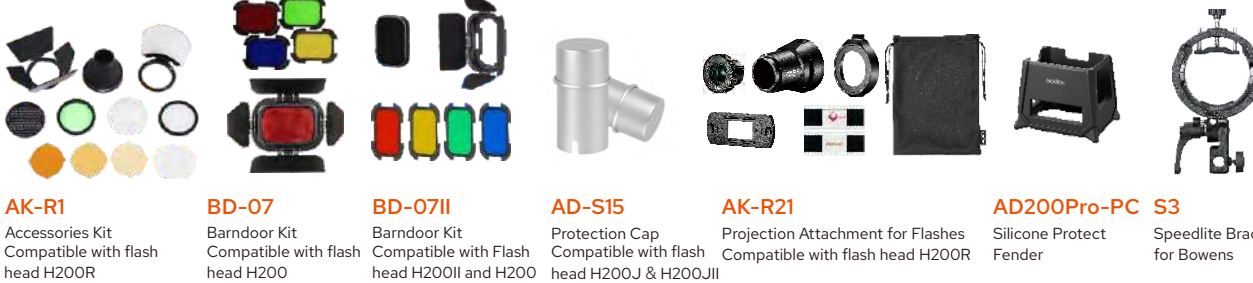 AK-R1
Accessories Kit
Compatible with flash
head H200R
BD-07
Barndoor Kit
Compatible with flash
head H200
BD-07II
Barndoor Kit
Compatible with Flash
head H200II and H200
AD-S15
Protection Cap
Compatible with flash
head H200J & H200JII
AK-R21
Projection Attachment for Flashes
Compatible with flash head H200R
godox
AD200Pro-PC
Silicone Protect
Fender
S3
Speedlite Brac
for Bowens